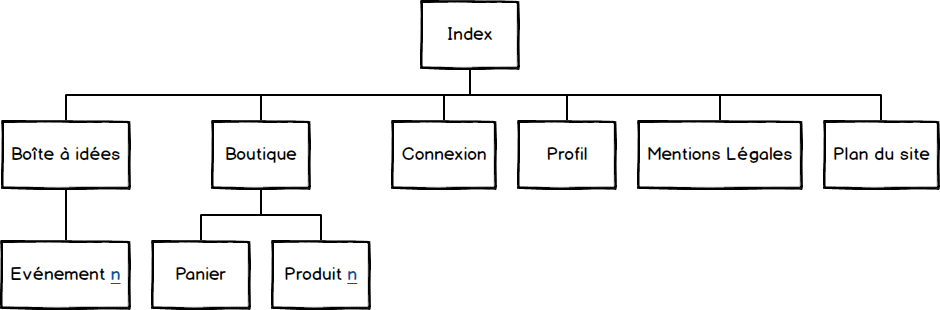 Index
Boîte à idées
Boutique
Connexion
Profil
Mentions Légales
Plan du site
Evénement n
Panier
Produit n